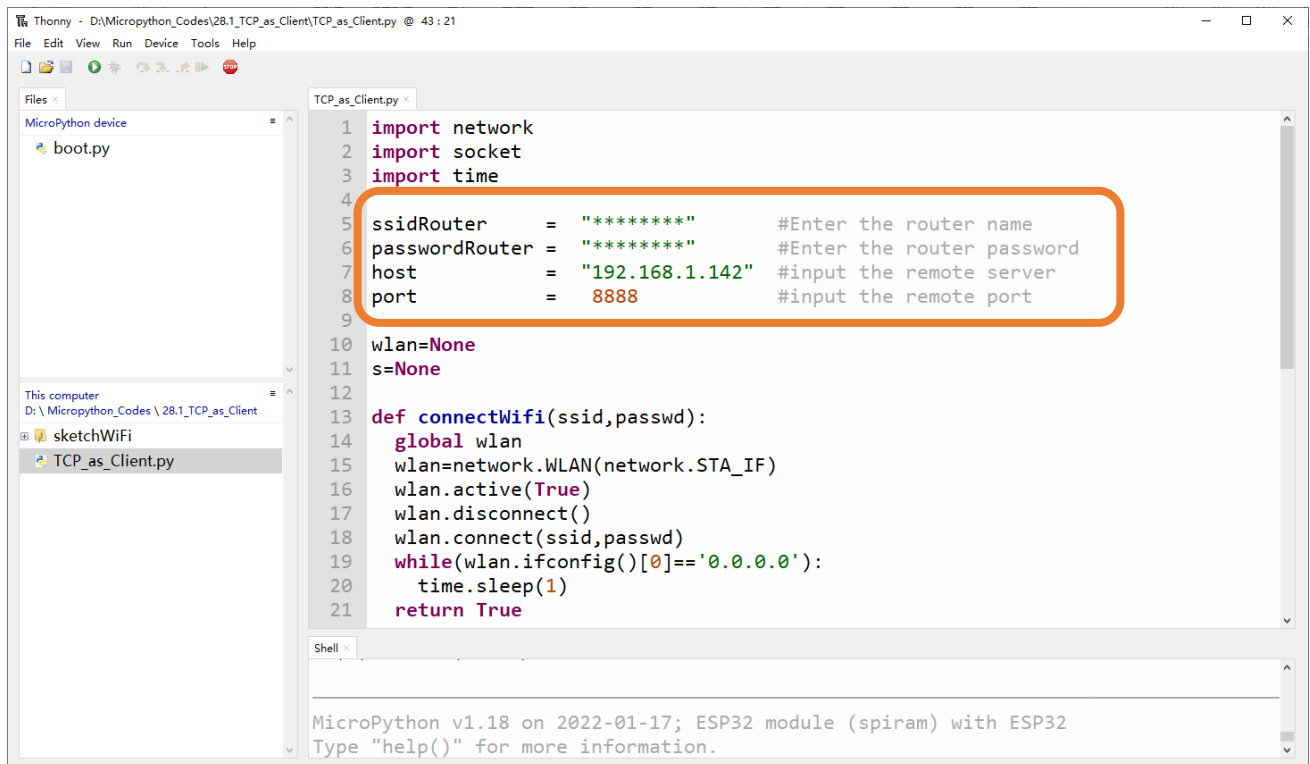 Thonny - D:\Micropython_Codes\28.1_TCP_as_Client\TCP_as_Client.py @ 43 : 21
File Edit View Run Device Tools Help
STOP
Files
MicroPython device
boot.py
This computer
D: \ Micropython_Codes \ 28.1_TCP_as_Client
sketchWiFi
TCP_as_Client.py
TCP_as_Client.py
1 import network
2 import socket
3 import time
4
5 ssidRouter     =  "********"       #Enter the router name
6 passwordRouter =  "********"       #Enter the router password
7 host           =  "192.168.1.142"  #input the remote server
8 port           =   8888            #input the remote port
9
10 wlan=None
11 s=None
12
13 def connectWifi(ssid,passwd):
14   global wlan
15   wlan=network.WLAN(network.STA_IF)
16   wlan.active(True)
17   wlan.disconnect()
18   wlan.connect(ssid,passwd)
19   while(wlan.ifconfig()[0]=='0.0.0.0'):
20     time.sleep(1)
21   return True
Shell
MicroPython v1.18 on 2022-01-17; ESP32 module (spiram) with ESP32
Type "help()" for more information.